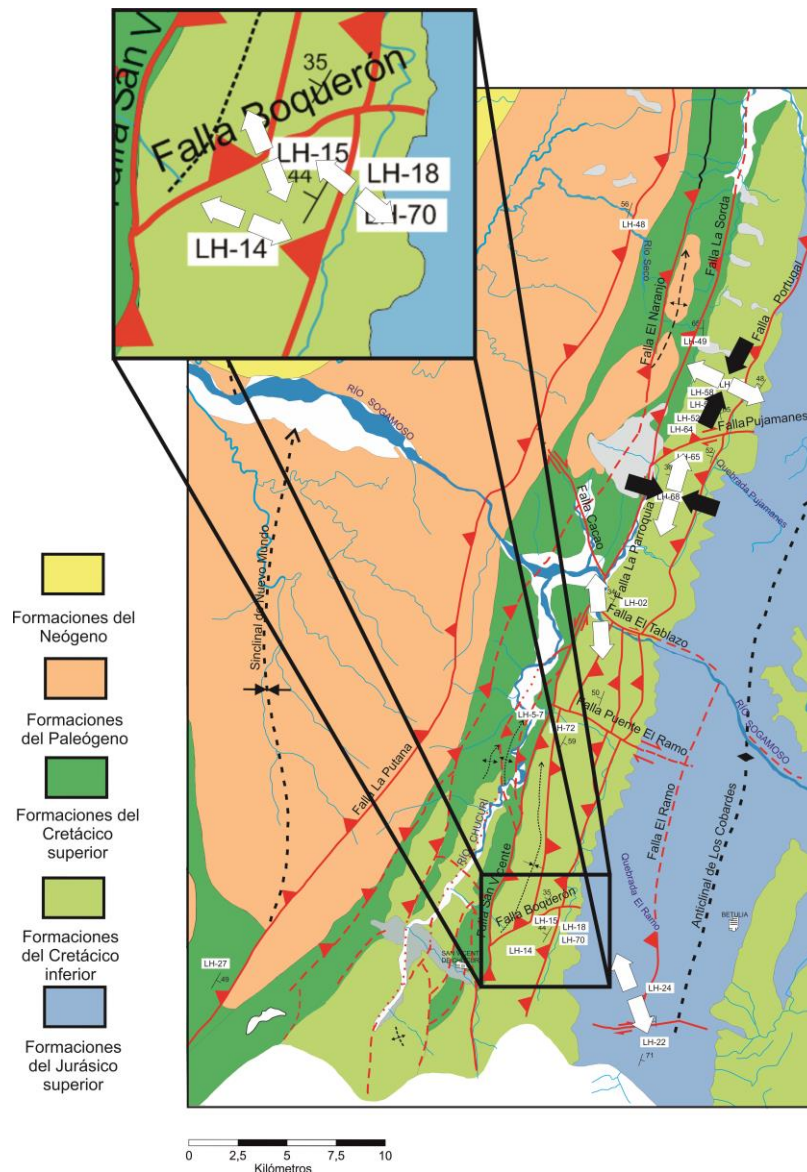 Falla San V
35
Falla Boquerón
LH-15
44
LH-18
LH-70
LH-14
56
LH-48
Río Seco
Falla La Sorda
Falla El Naranjo
Falla Portugal
66
LH-49
48
LH-58
LH-52
LH-64
Falla Pujamanes
LH-65
52
Quebrada Pujamanes
LH-68
RÍO SOGAMOSO
Falla Cacao
Falla La Parroquia
LH-02
Falla El Tablazo
Sinclinal de Nuevo Mundo
50
Falla Puente El Ramo
RÍO SOGAMOSO
LH-5-7
LH-72
59
Falla La Putana
RÍO CHUCURÍ
Falla San Vicente
Falla El Ramo
Anticlinal de Los Cobardes
Quebrada El Ramo
BETULIA
35
Falla Boquerón
LH-15
44
LH-18
LH-70
LH-14
LH-27
49
LH-24
LH-22
71
Formaciones del
Neógeno
Formaciones
del Paleógeno
Formaciones del
Cretácico
superior
Formaciones
del Cretácico
inferior
Formaciones
del Jurásico
superior
0 2,5 5 7,5 10
Kilómetros